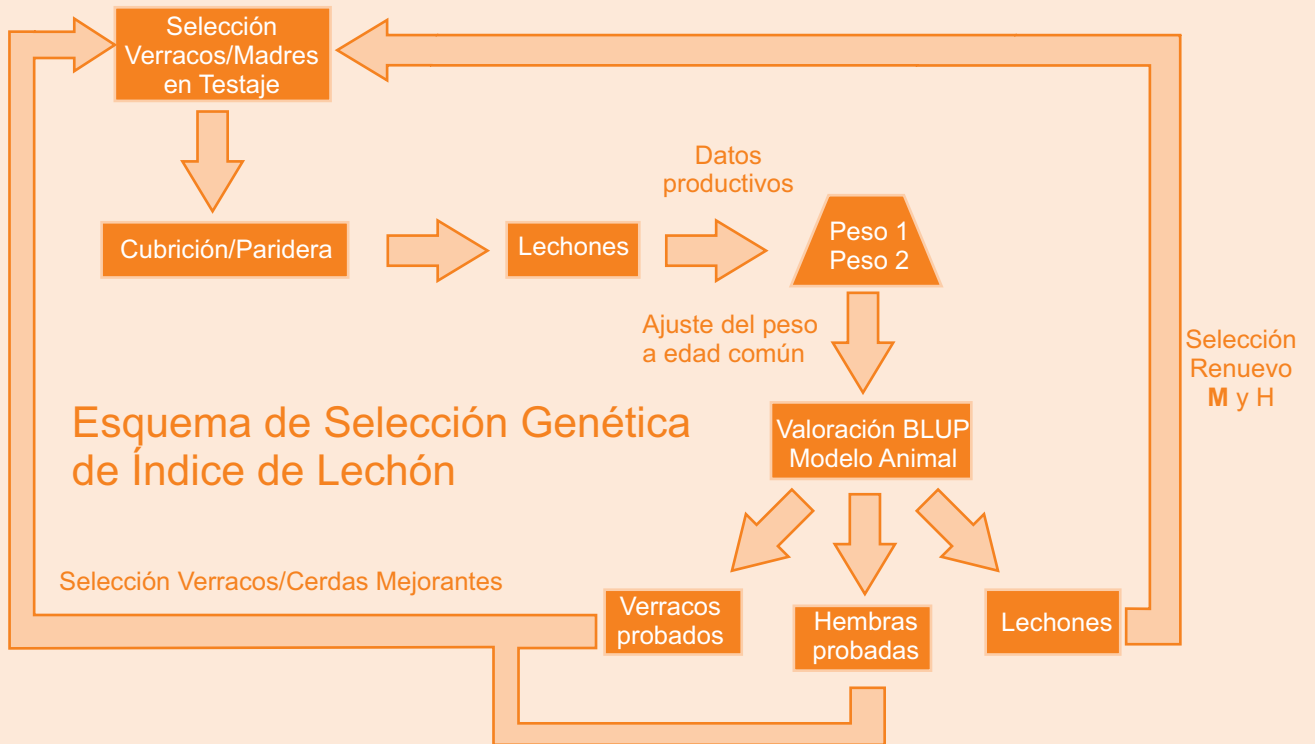 Selección
Verracos/Madres
en Testaje
Datos
productivos
Cubrición/Paridera
Lechones
Peso 1
Peso 2
Ajuste del peso
a edad común
Selección
Renuevo
M y H
Esquema de Selección Genética
de Índice de Lechón
Valoración BLUP
Modelo Animal
Selección Verracos/Cerdas Mejorantes
Verracos
probados
Hembras
probadas
Lechones